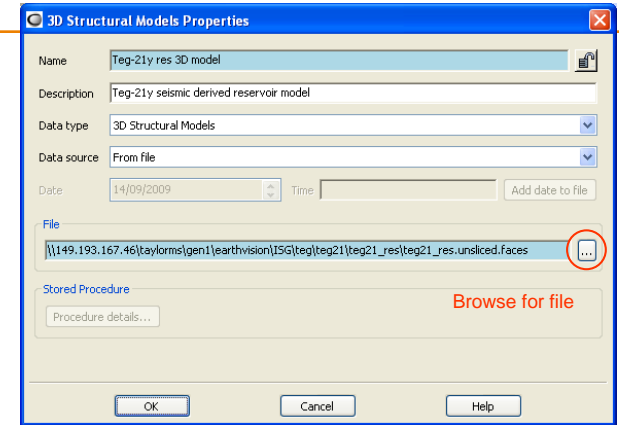 3D Structural Models Properties
Name Teg-21y res 3D model
Description Teg-21y seismic derived reservoir model
Data type 3D Structural Models
Data source From file
Date 14/09/2009 Time Add date to file
File
\\149.193.167.46\taylorms\gen1\earthvision\ISG\teg\teg21\teg21_res\teg21_res.unsliced.faces ...
Stored Procedure
Browse for file
Procedure details...
OK Cancel Help